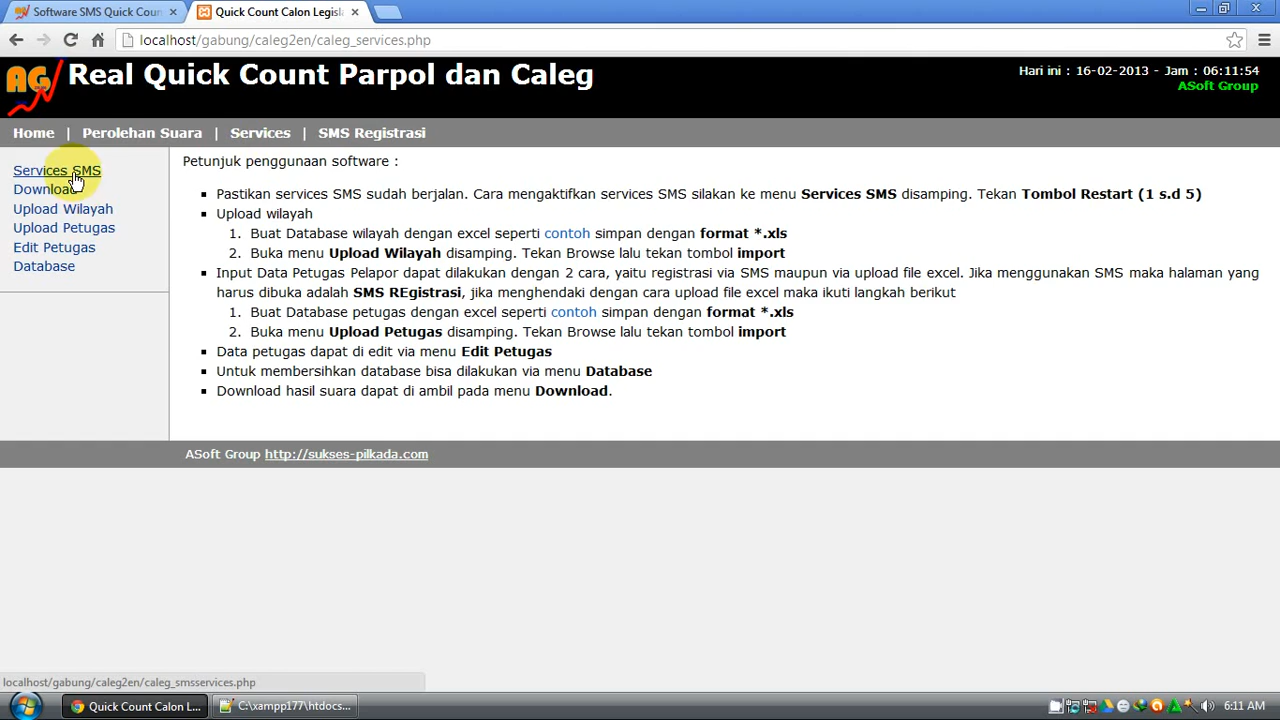 Software SMS Quick Coun
Quick Count Calon Legisla
localhost/gabung/caleg2en/caleg_services.php
AG
Real Quick Count Parpol dan Caleg
Hari ini : 16-02-2013 - Jam : 06:11:54
ASoft Group
Home | Perolehan Suara | Services | SMS Registrasi
Services SMS
Download
Upload Wilayah
Upload Petugas
Edit Petugas
Database
Petunjuk penggunaan software :
Pastikan services SMS sudah berjalan. Cara mengaktifkan services SMS silakan ke menu Services SMS disamping. Tekan Tombol Restart (1 s.d 5)
Upload wilayah
1. Buat Database wilayah dengan excel seperti contoh simpan dengan format *.xls
2. Buka menu Upload Wilayah disamping. Tekan Browse lalu tekan tombol import
Input Data Petugas Pelapor dapat dilakukan dengan 2 cara, yaitu registrasi via SMS maupun via upload file excel. Jika menggunakan SMS maka halaman yang
harus dibuka adalah SMS REgistrasi, jika menghendaki dengan cara upload file excel maka ikuti langkah berikut
1. Buat Database petugas dengan excel seperti contoh simpan dengan format *.xls
2. Buka menu Upload Petugas disamping. Tekan Browse lalu tekan tombol import
Data petugas dapat di edit via menu Edit Petugas
Untuk membersihkan database bisa dilakukan via menu Database
Download hasil suara dapat di ambil pada menu Download.
ASoft Group http://sukses-pilkada.com
localhost/gabung/caleg2en/caleg_smsservices.php
Quick Count Calon L...
C:\xampp177\htdocs...
6:11 AM